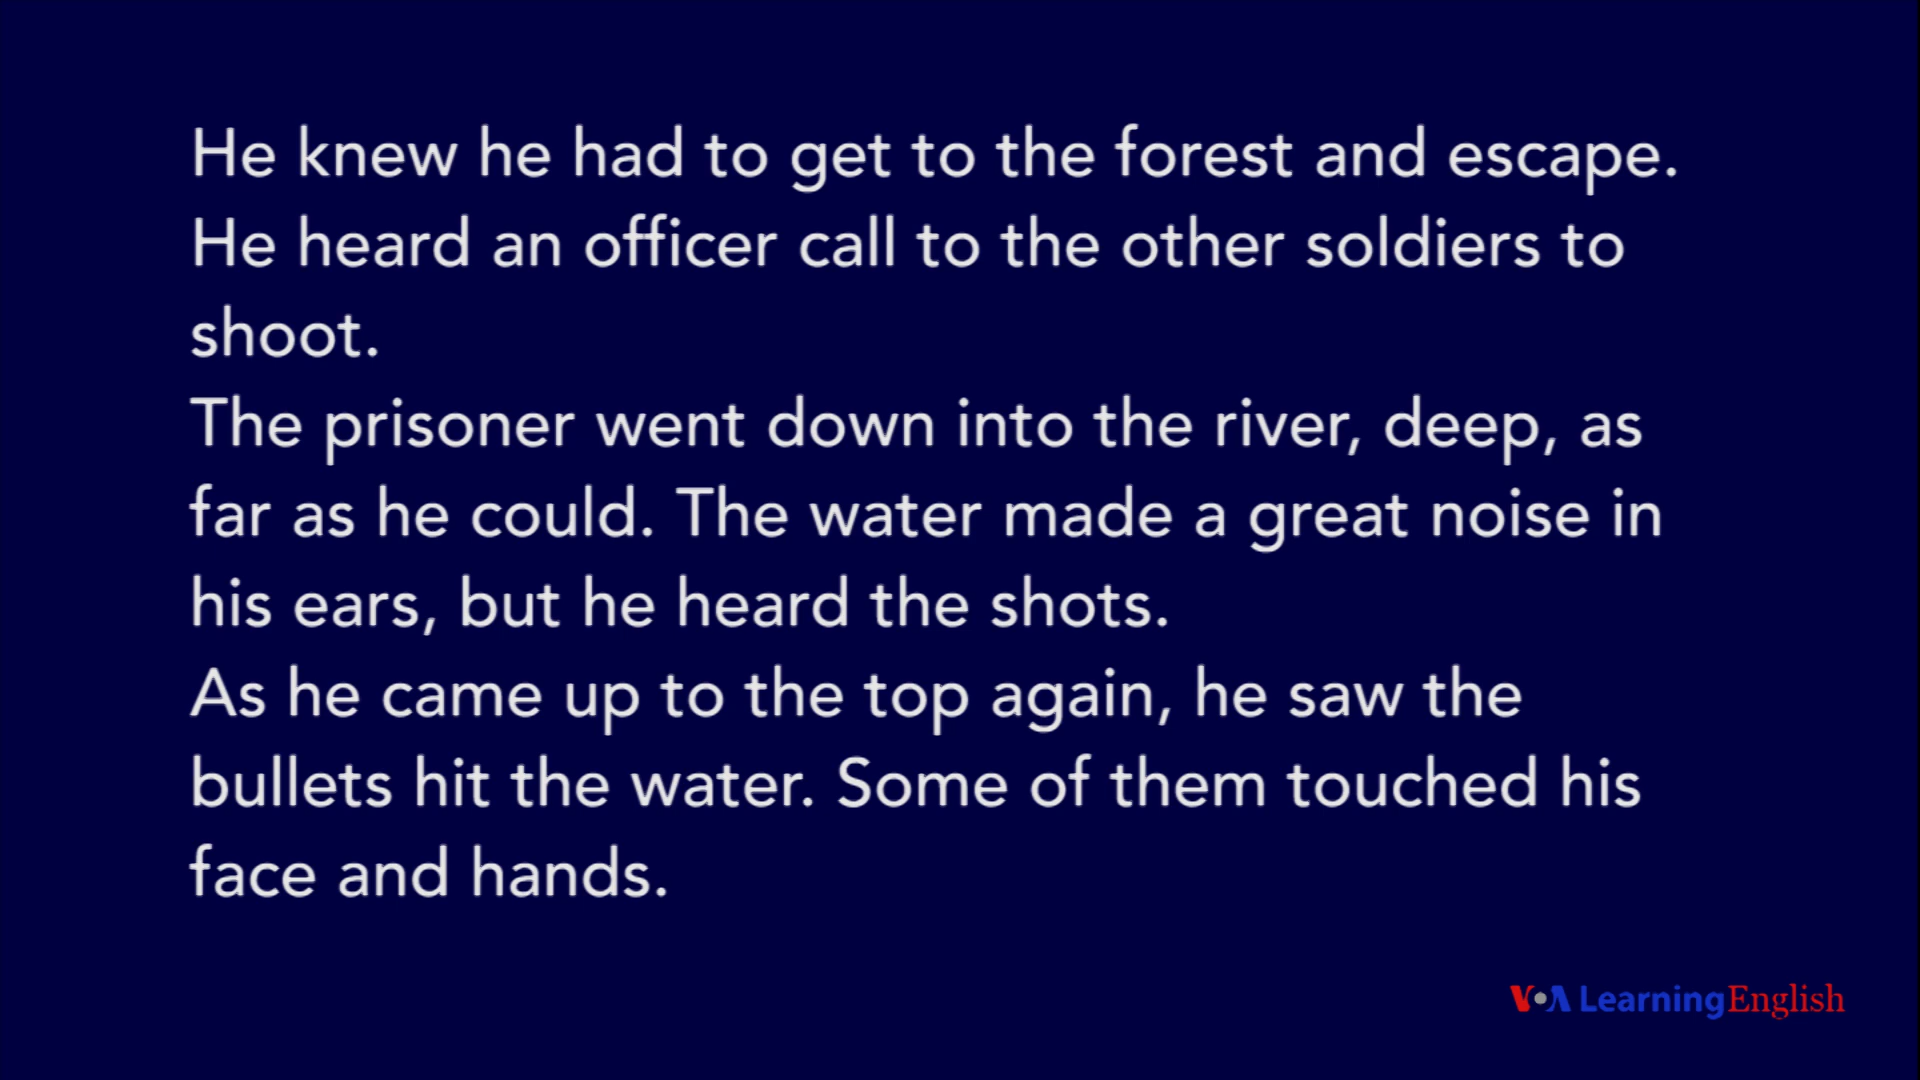 He knew he had to get to the forest and escape.
He heard an officer call to the other soldiers to
shoot.
The prisoner went down into the river, deep, as
far as he could. The water made a great noise in
his ears, but he heard the shots.
As he came up to the top again, he saw the
bullets hit the water. Some of them touched his
face and hands.
VOA Learning English